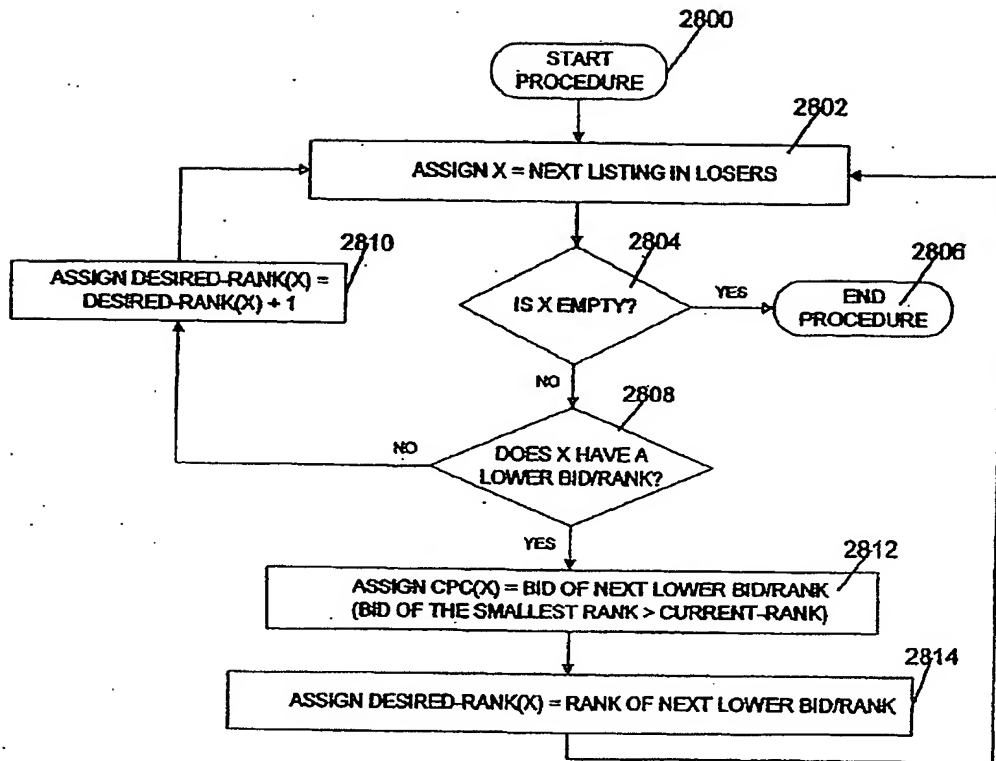 2800
START
PROCEDURE
2802
ASSIGN X = NEXT LISTING IN LOSERS
2810
ASSIGN DESIRED-RANK(X) =
DESIRED-RANK(X) + 1
2804
IS X EMPTY?
YES
2806
END
PROCEDURE
NO
2808
NO
DOES X HAVE A
LOWER BID/RANK?
YES
2812
ASSIGN CPC(X) = BID OF NEXT LOWER BID/RANK
(BID OF THE SMALLEST RANK > CURRENT-RANK)
2814
ASSIGN DESIRED-RANK(X) = RANK OF NEXT LOWER BID/RANK